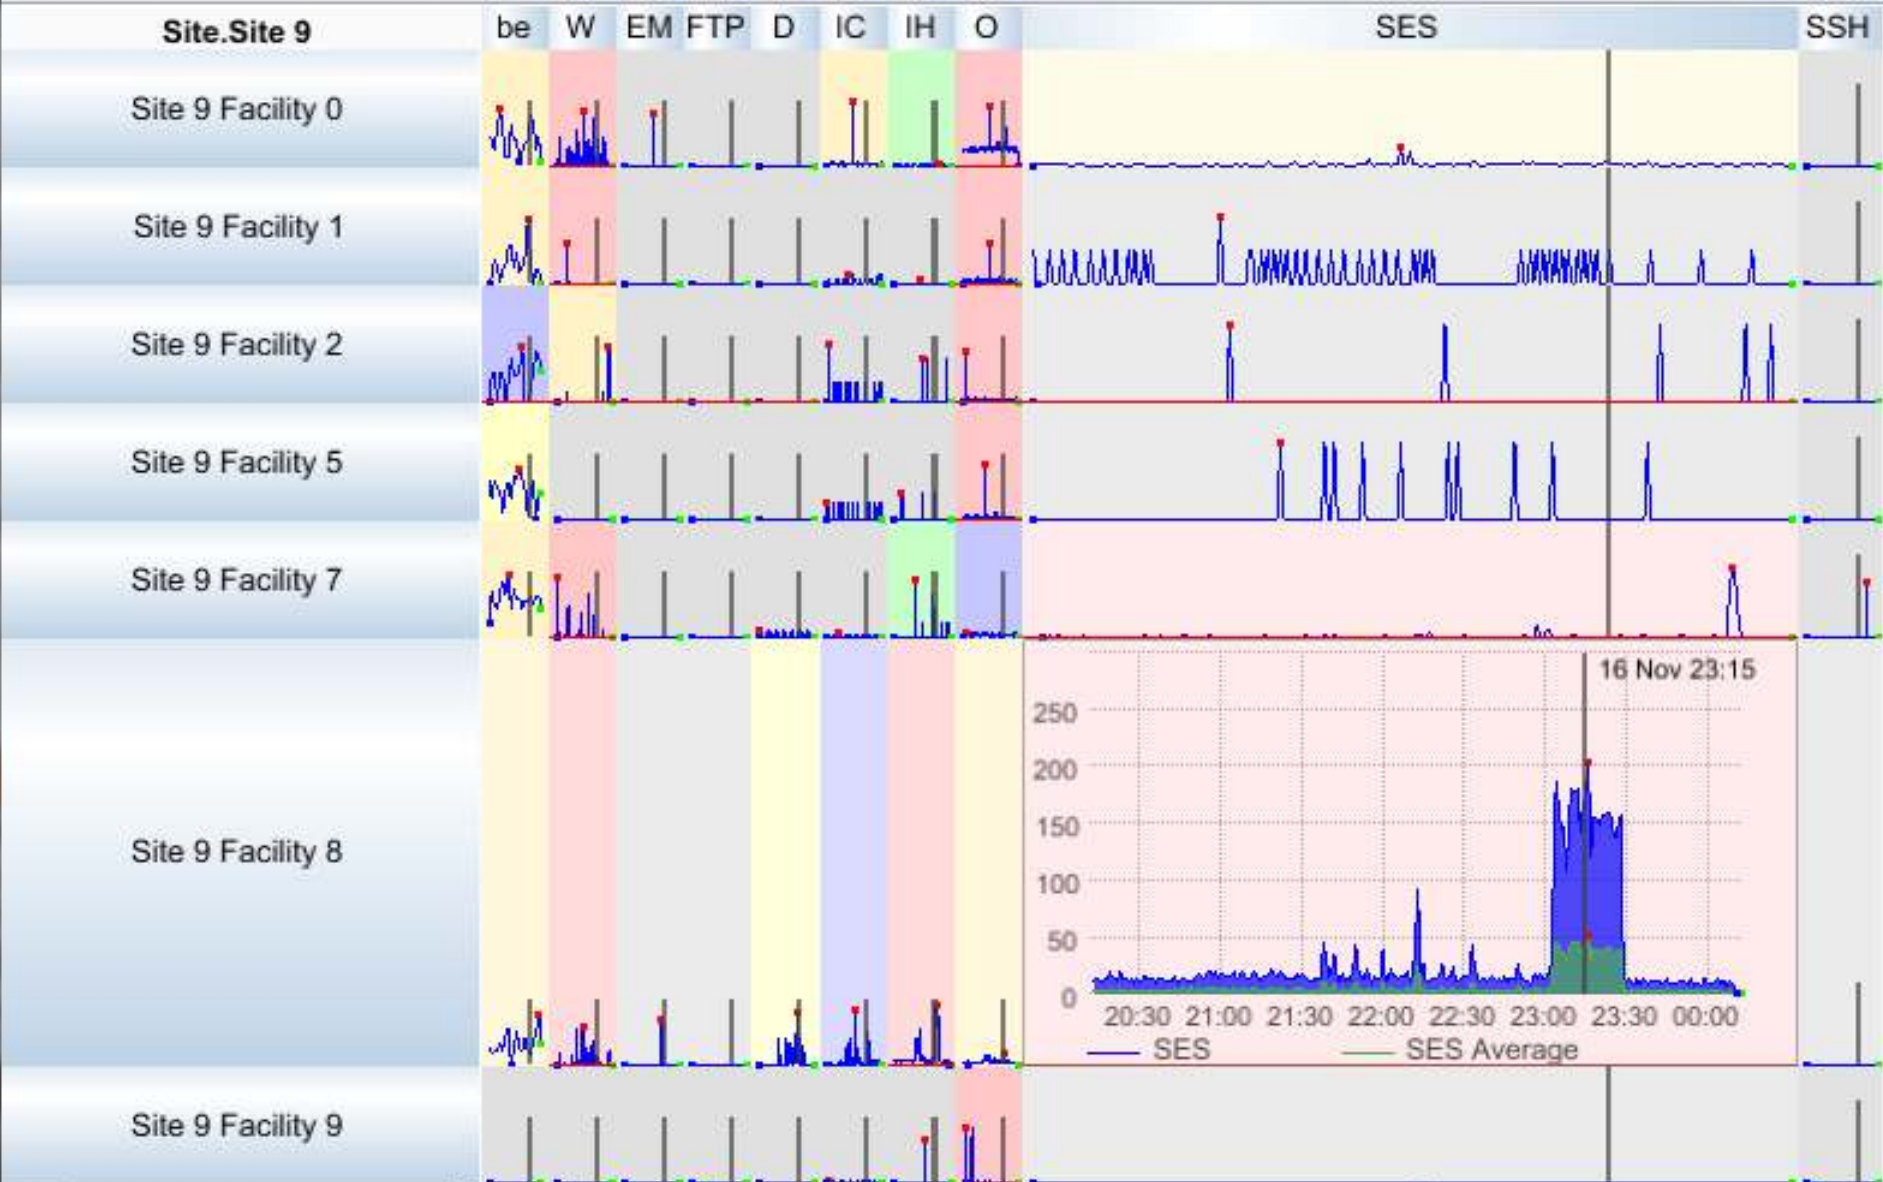 Site.Site 9 be W EM FTP D IC IH O SES SSH
Site 9 Facility 0
Site 9 Facility 1
Site 9 Facility 2
Site 9 Facility 5
Site 9 Facility 7
Site 9 Facility 8
16 Nov 23:15
250
200
150
100
50
0
20:30 21:00 21:30 22:00 22:30 23:00 23:30 00:00
SES SES Average
Site 9 Facility 9